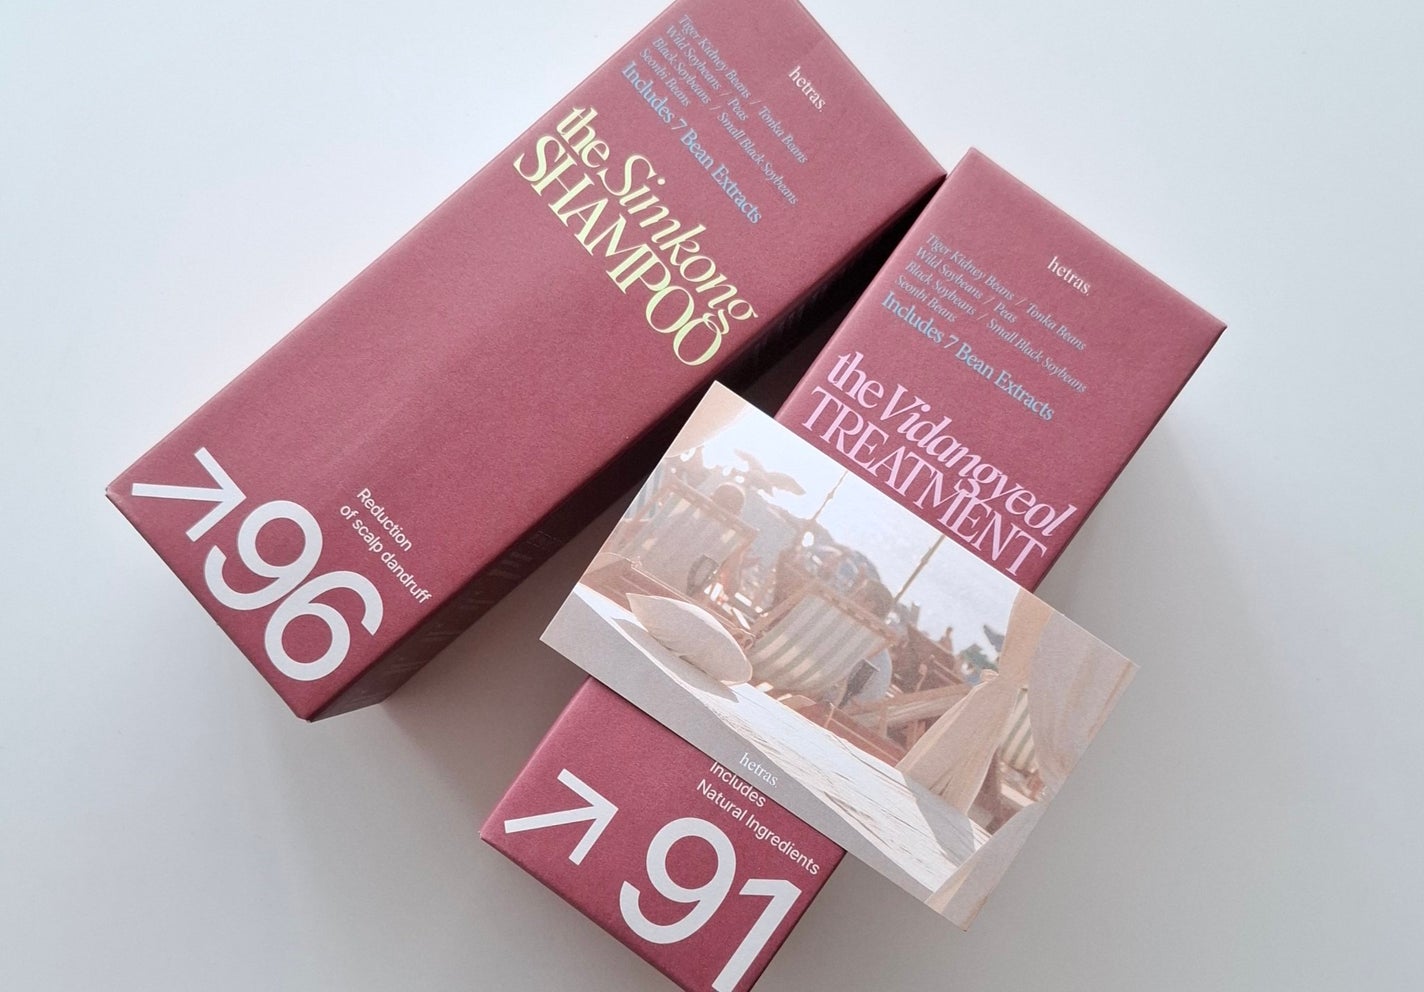 hetras.
Tiger Kidney Beans / Tonka Beans
Wild Soybeans / Peas
Black Soybeans / Small Black Soybeans
Seonbi Beans
Includes 7 Bean Extracts
the Simkong
SHAMPOO
↗96
Reduction
of scalp dandruff
hetras.
Tiger Kidney Beans / Tonka Beans
Wild Soybeans / Peas
Black Soybeans / Small Black Soybeans
Seonbi Beans
Includes 7 Bean Extracts
the Vidangyeol
TREATMENT
hetras.
Includes
Natural Ingredients
↗91